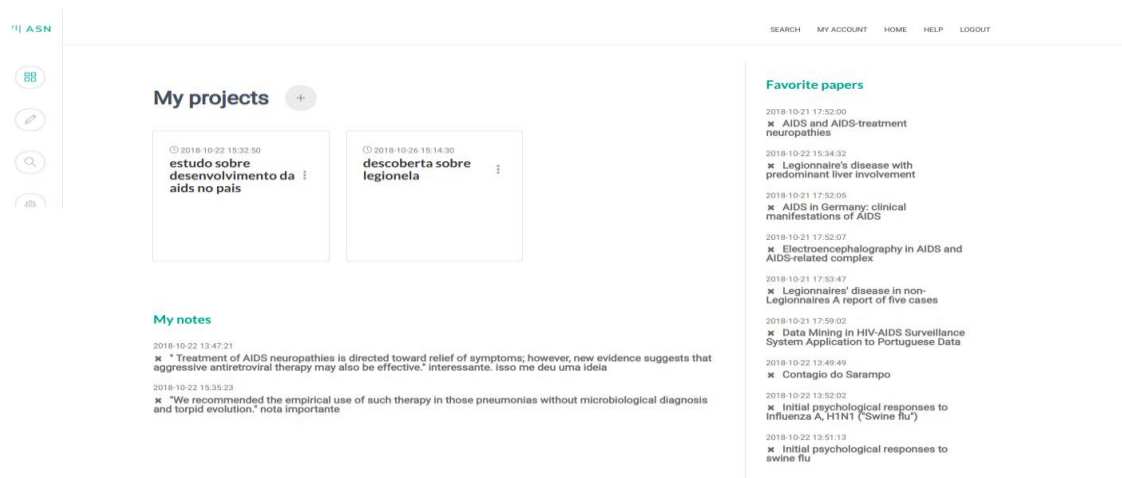 ASN
SEARCH MY ACCOUNT HOME HELP LOGOUT
My projects +
2018-10-22 15:32:50
estudo sobre
desenvolvimento da
aids no pais
2018-10-26 15:14:30
descoberta sobre
legionela
My notes
2018-10-22 13:47:21
✖ " Treatment of AIDS neuropathies is directed toward relief of symptoms; however, new evidence suggests that
aggressive antiretroviral therapy may also be effective." interessante. isso me deu uma ideia
2018-10-22 15:35:23
✖ "We recommended the empirical use of such therapy in those pneumonias without microbiological diagnosis
and torpid evolution." nota importante
Favorite papers
2018-10-21 17:52:00
✖ AIDS and AIDS-treatment
neuropathies
2018-10-22 15:34:32
✖ Legionnaire's disease with
predominant liver involvement
2018-10-21 17:52:05
✖ AIDS in Germany: clinical
manifestations of AIDS
2018-10-21 17:52:07
✖ Electroencephalography in AIDS and
AIDS-related complex
2018-10-21 17:53:47
✖ Legionnaires' disease in non-
Legionnaires A report of five cases
2018-10-21 17:59:02
✖ Data Mining in HIV-AIDS Surveillance
System Application to Portuguese Data
2018-10-22 13:49:49
✖ Contagio do Sarampo
2018-10-22 13:52:02
✖ Initial psychological responses to
Influenza A, H1N1 ("Swine flu")
2018-10-22 13:51:13
✖ Initial psychological responses to
swine flu